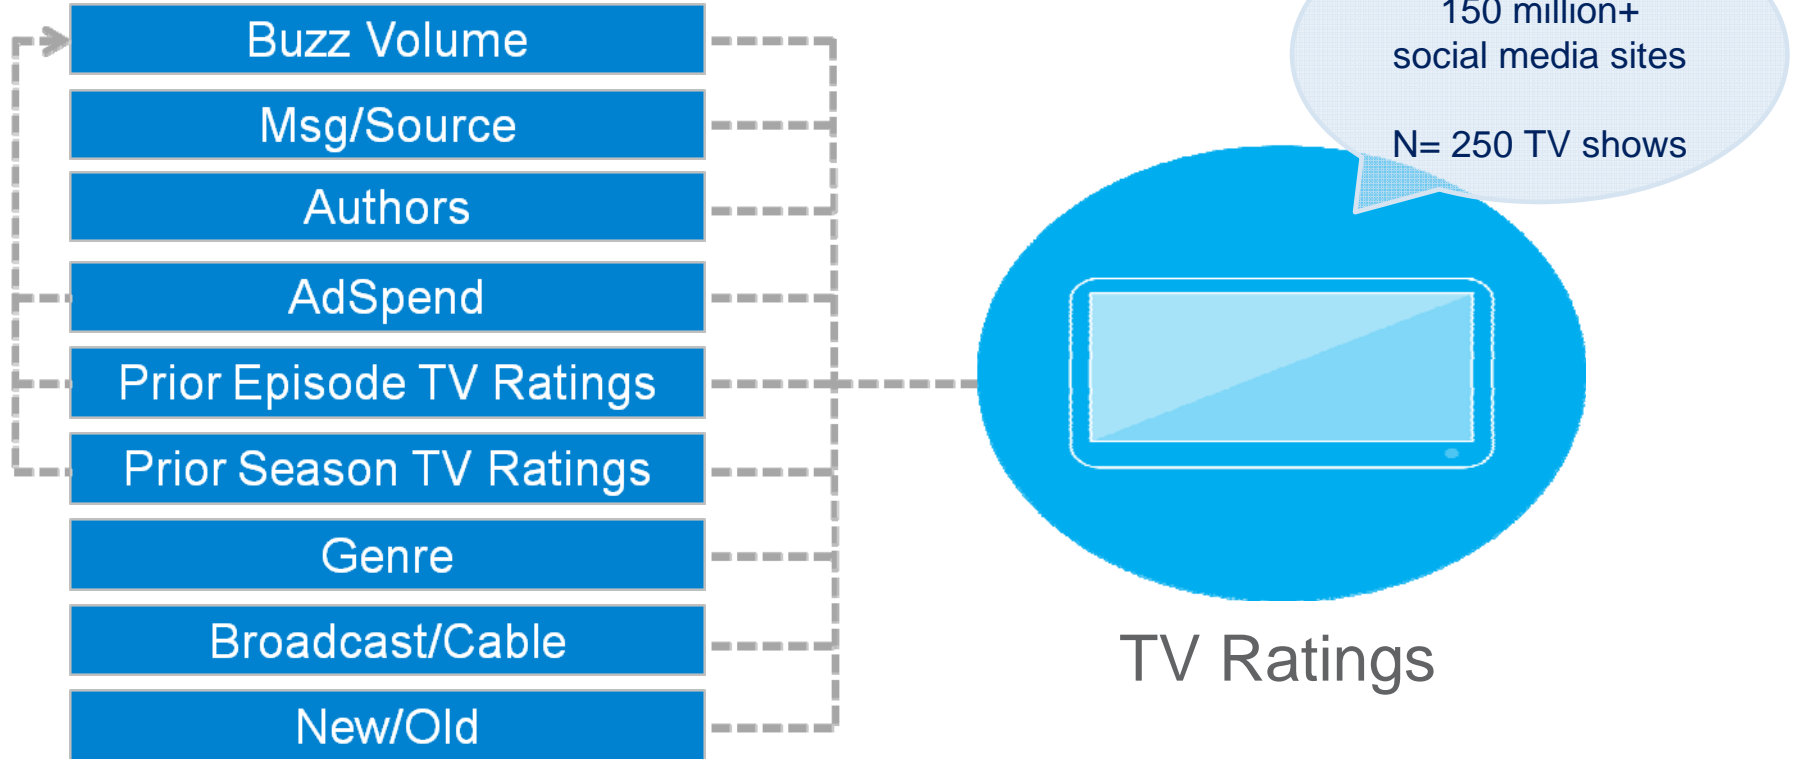 150 million+
social media sites
N= 250 TV shows
Buzz Volume
Msg/Source
Authors
AdSpend
Prior Episode TV Ratings
Prior Season TV Ratings
Genre
Broadcast/Cable
New/Old
TV Ratings